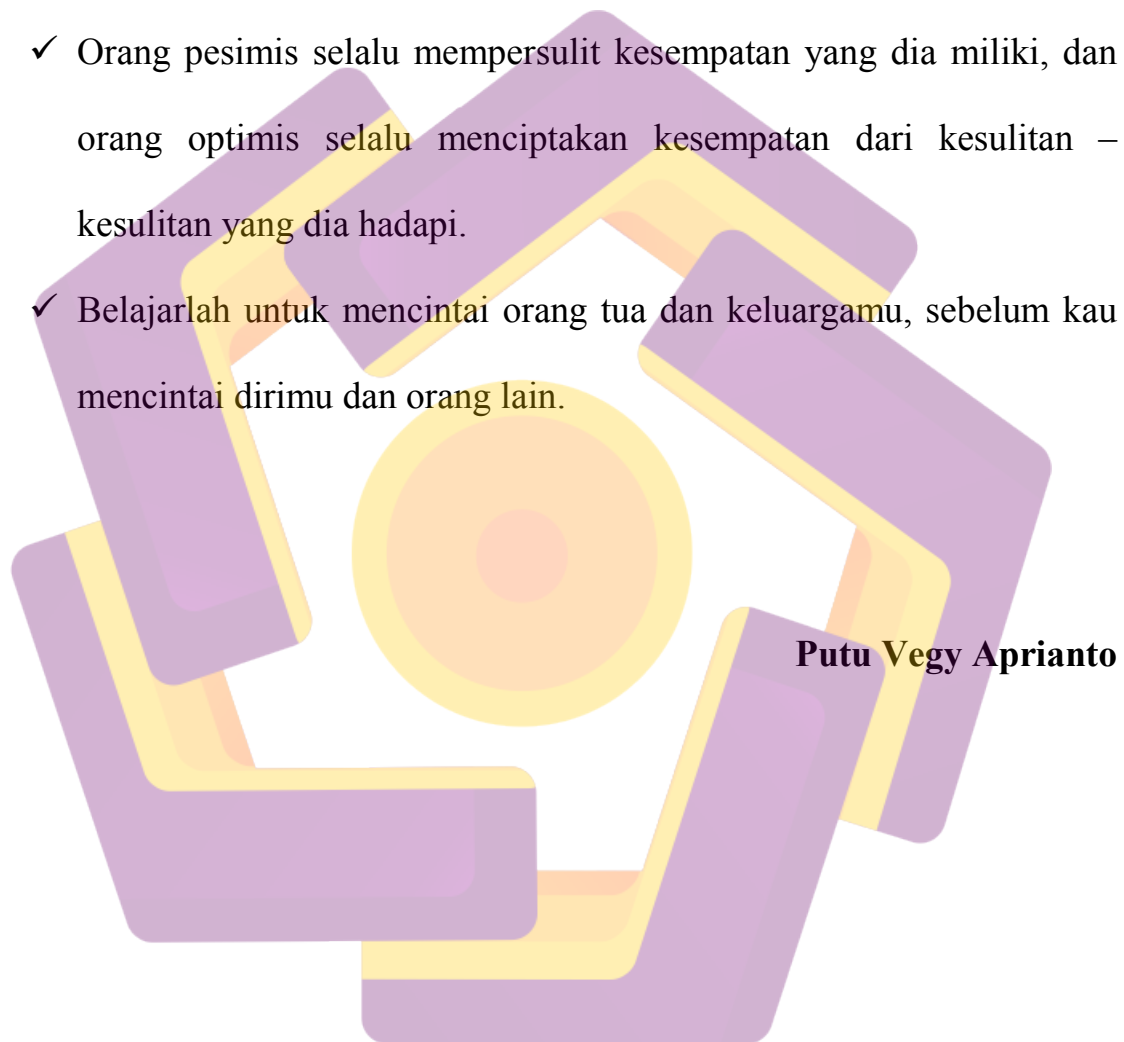 ✓ Orang pesimis selalu mempersulit kesempatan yang dia miliki, dan
orang optimis selalu menciptakan kesempatan dari kesulitan –
kesulitan yang dia hadapi.
✓ Belajarlah untuk mencintai orang tua dan keluargamu, sebelum kau
mencintai dirimu dan orang lain.
Putu Vegy Aprianto